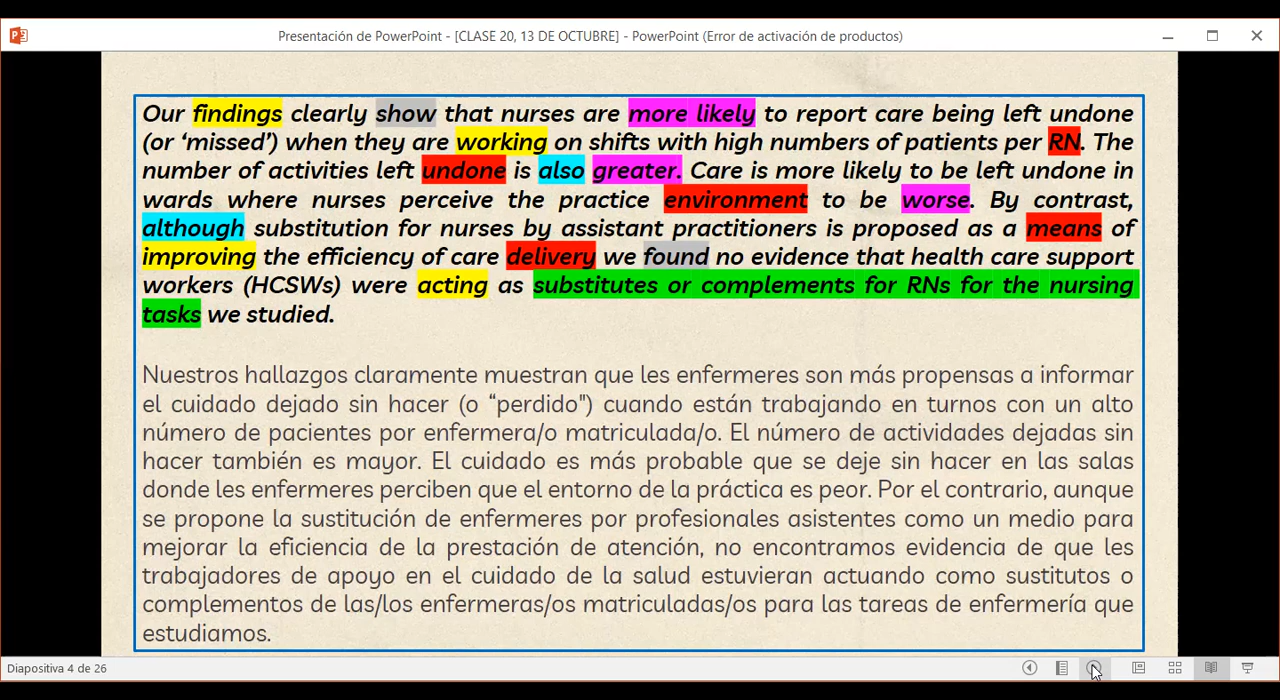 Presentación de PowerPoint - [CLASE 20, 13 DE OCTUBRE] - PowerPoint (Error de activación de productos)
Our findings clearly show that nurses are more likely to report care being left undone
(or ‘missed’) when they are working on shifts with high numbers of patients per RN. The
number of activities left undone is also greater. Care is more likely to be left undone in
wards where nurses perceive the practice environment to be worse. By contrast,
although substitution for nurses by assistant practitioners is proposed as a means of
improving the efficiency of care delivery we found no evidence that health care support
workers (HCSWs) were acting as substitutes or complements for RNs for the nursing
tasks we studied.
Nuestros hallazgos claramente muestran que les enfermeres son más propensas a informar
el cuidado dejado sin hacer (o “perdido") cuando están trabajando en turnos con un alto
número de pacientes por enfermera/o matriculada/o. El número de actividades dejadas sin
hacer también es mayor. El cuidado es más probable que se deje sin hacer en las salas
donde les enfermeres perciben que el entorno de la práctica es peor. Por el contrario, aunque
se propone la sustitución de enfermeres por profesionales asistentes como un medio para
mejorar la eficiencia de la prestación de atención, no encontramos evidencia de que les
trabajadores de apoyo en el cuidado de la salud estuvieran actuando como sustitutos o
complementos de las/los enfermeras/os matriculadas/os para las tareas de enfermería que
estudiamos.
Diapositiva 4 de 26